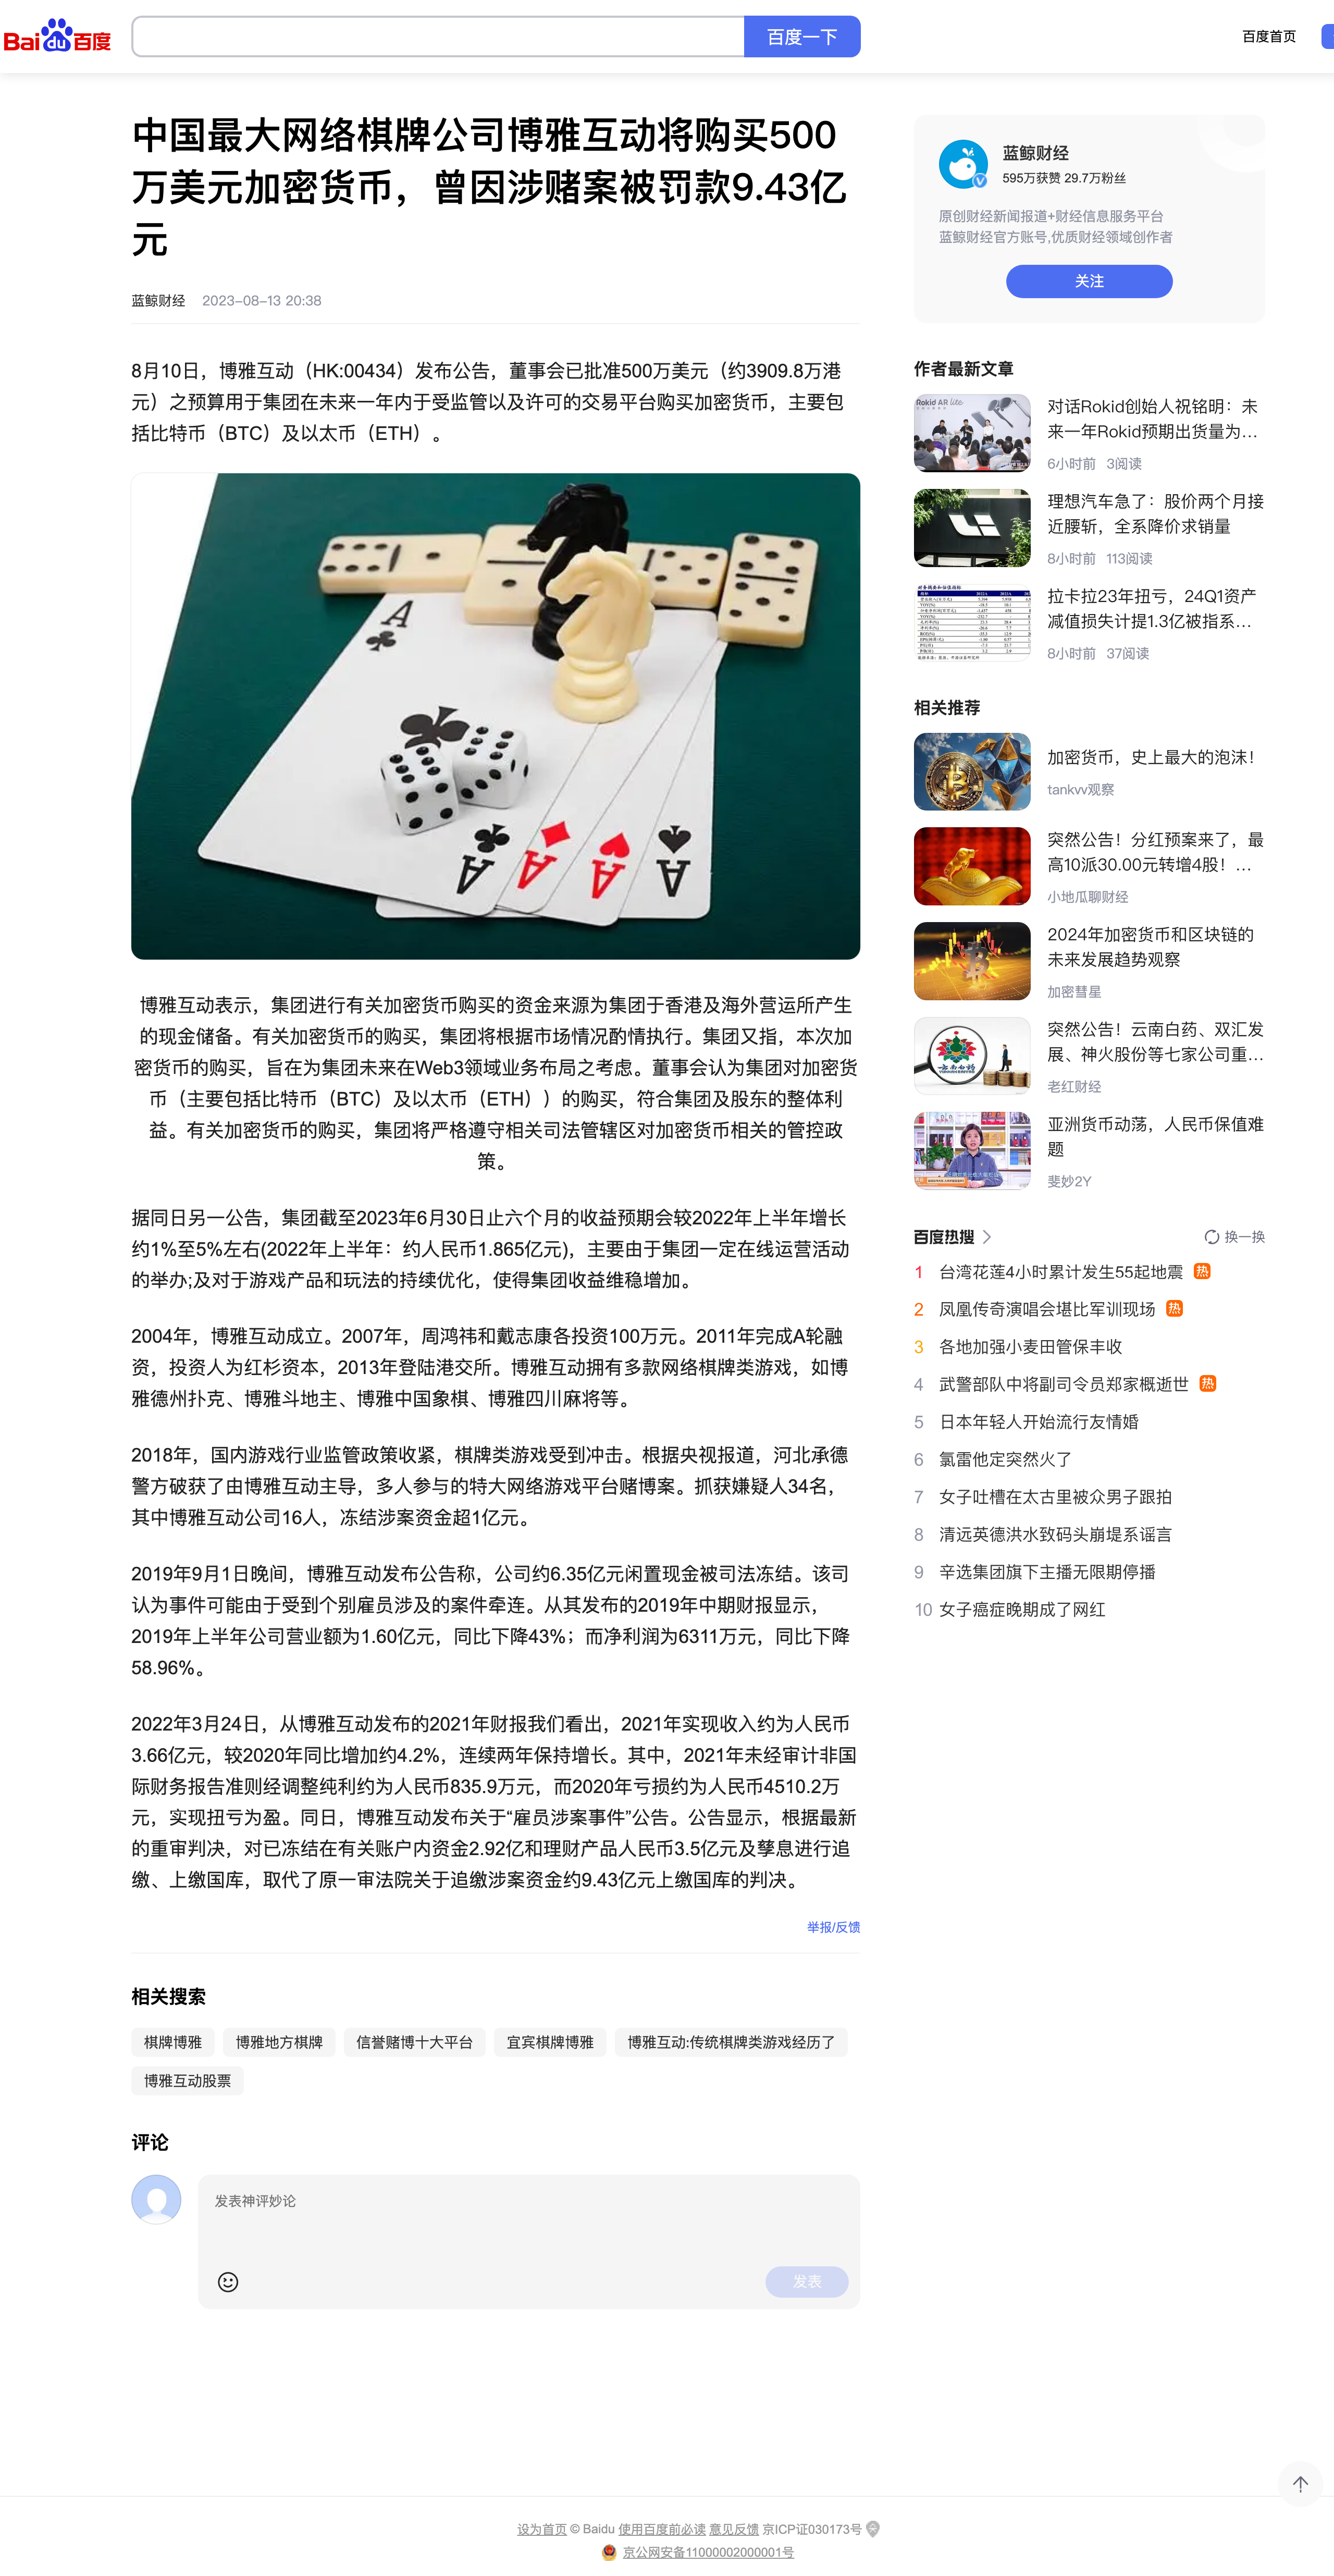 Bai du 百度
百度一下
百度首页
中国最大网络棋牌公司博雅互动将购买500
万美元加密货币，曾因涉赌案被罚款9.43亿
元
蓝鲸财经 2023-08-13 20:38
8月10日，博雅互动（HK:00434）发布公告，董事会已批准500万美元（约3909.8万港
元）之预算用于集团在未来一年内于受监管以及许可的交易平台购买加密货币，主要包
括比特币（BTC）及以太币（ETH）。
A
A
A
A
A
博雅互动表示，集团进行有关加密货币购买的资金来源为集团于香港及海外营运所产生
的现金储备。有关加密货币的购买，集团将根据市场情况酌情执行。集团又指，本次加
密货币的购买，旨在为集团未来在Web3领域业务布局之考虑。董事会认为集团对加密货
币（主要包括比特币（BTC）及以太币（ETH））的购买，符合集团及股东的整体利
益。有关加密货币的购买，集团将严格遵守相关司法管辖区对加密货币相关的管控政
策。
据同日另一公告，集团截至2023年6月30日止六个月的收益预期会较2022年上半年增长
约1%至5%左右(2022年上半年：约人民币1.865亿元)，主要由于集团一定在线运营活动
的举办;及对于游戏产品和玩法的持续优化，使得集团收益维稳增加。
2004年，博雅互动成立。2007年，周鸿祎和戴志康各投资100万元。2011年完成A轮融
资，投资人为红杉资本，2013年登陆港交所。博雅互动拥有多款网络棋牌类游戏，如博
雅德州扑克、博雅斗地主、博雅中国象棋、博雅四川麻将等。
2018年，国内游戏行业监管政策收紧，棋牌类游戏受到冲击。根据央视报道，河北承德
警方破获了由博雅互动主导，多人参与的特大网络游戏平台赌博案。抓获嫌疑人34名，
其中博雅互动公司16人，冻结涉案资金超1亿元。
2019年9月1日晚间，博雅互动发布公告称，公司约6.35亿元闲置现金被司法冻结。该司
认为事件可能由于受到个别雇员涉及的案件牵连。从其发布的2019年中期财报显示，
2019年上半年公司营业额为1.60亿元，同比下降43%；而净利润为6311万元，同比下降
58.96%。
2022年3月24日，从博雅互动发布的2021年财报我们看出，2021年实现收入约为人民币
3.66亿元，较2020年同比增加约4.2%，连续两年保持增长。其中，2021年未经审计非国
际财务报告准则经调整纯利约为人民币835.9万元，而2020年亏损约为人民币4510.2万
元，实现扭亏为盈。同日，博雅互动发布关于“雇员涉案事件”公告。公告显示，根据最新
的重审判决，对已冻结在有关账户内资金2.92亿和理财产品人民币3.5亿元及孳息进行追
缴、上缴国库，取代了原一审法院关于追缴涉案资金约9.43亿元上缴国库的判决。
举报/反馈
相关搜索
棋牌博雅 博雅地方棋牌 信誉赌博十大平台 宜宾棋牌博雅 博雅互动:传统棋牌类游戏经历了
博雅互动股票
评论
发表神评妙论
发表
蓝鲸财经
595万获赞 29.7万粉丝
原创财经新闻报道+财经信息服务平台
蓝鲸财经官方账号,优质财经领域创作者
关注
作者最新文章
Rokid AR lite
对话Rokid创始人祝铭明：未
来一年Rokid预期出货量为...
6小时前 3阅读
理想汽车急了：股价两个月接
近腰斩，全系降价求销量
8小时前 113阅读
拉卡拉23年扭亏，24Q1资产
减值损失计提1.3亿被指系...
8小时前 37阅读
相关推荐
加密货币，史上最大的泡沫！
tankvv观察
突然公告！分红预案来了，最
高10派30.00元转增4股！...
小地瓜聊财经
2024年加密货币和区块链的
未来发展趋势观察
加密彗星
云南白药
突然公告！云南白药、双汇发
展、神火股份等七家公司重...
老红财经
亚洲货币动荡，人民币保值难
题
斐妙2Y
百度热搜 换一换
1 台湾花莲4小时累计发生55起地震 热
2 凤凰传奇演唱会堪比军训现场 热
3 各地加强小麦田管保丰收
4 武警部队中将副司令员郑家概逝世 热
5 日本年轻人开始流行友情婚
6 氯雷他定突然火了
7 女子吐槽在太古里被众男子跟拍
8 清远英德洪水致码头崩堤系谣言
9 辛选集团旗下主播无限期停播
10 女子癌症晚期成了网红
设为首页 © Baidu 使用百度前必读 意见反馈 京ICP证030173号
京公网安备11000002000001号